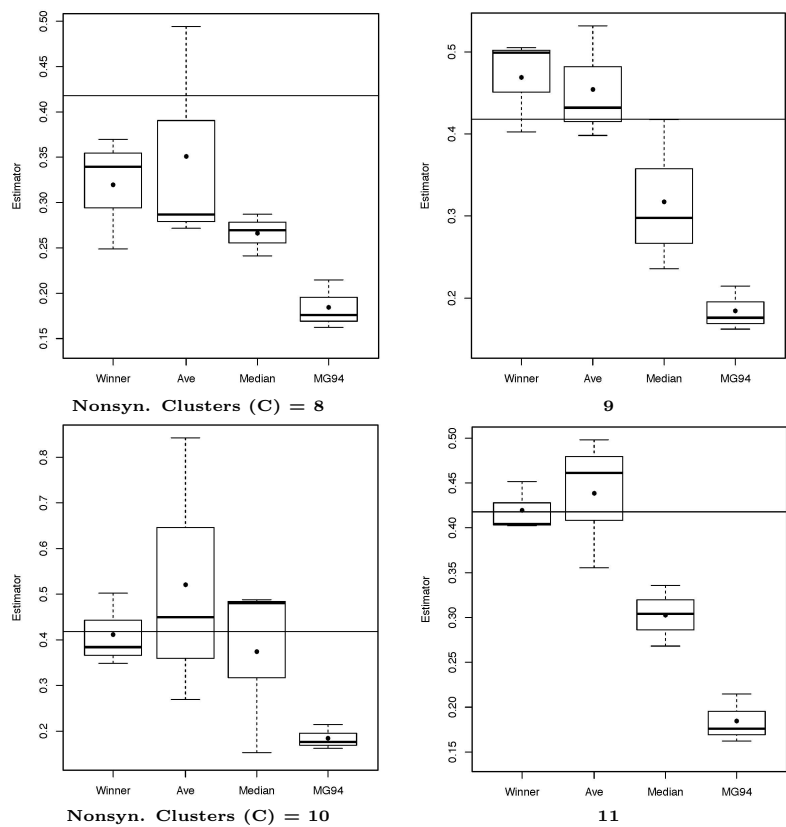 0.50
0.45
0.40
0.35
0.30
0.25
0.20
0.15
Estimator
Winner Ave Median MG94
Nonsyn. Clusters (C) = 8
0.5
0.4
0.3
0.2
Estimator
Winner Ave Median MG94
9
0.8
0.7
0.6
0.5
0.4
0.3
0.2
Estimator
Winner Ave Median MG94
Nonsyn. Clusters (C) = 10
0.50
0.45
0.40
0.35
0.30
0.25
0.20
0.15
Estimator
Winner Ave Median MG94
11